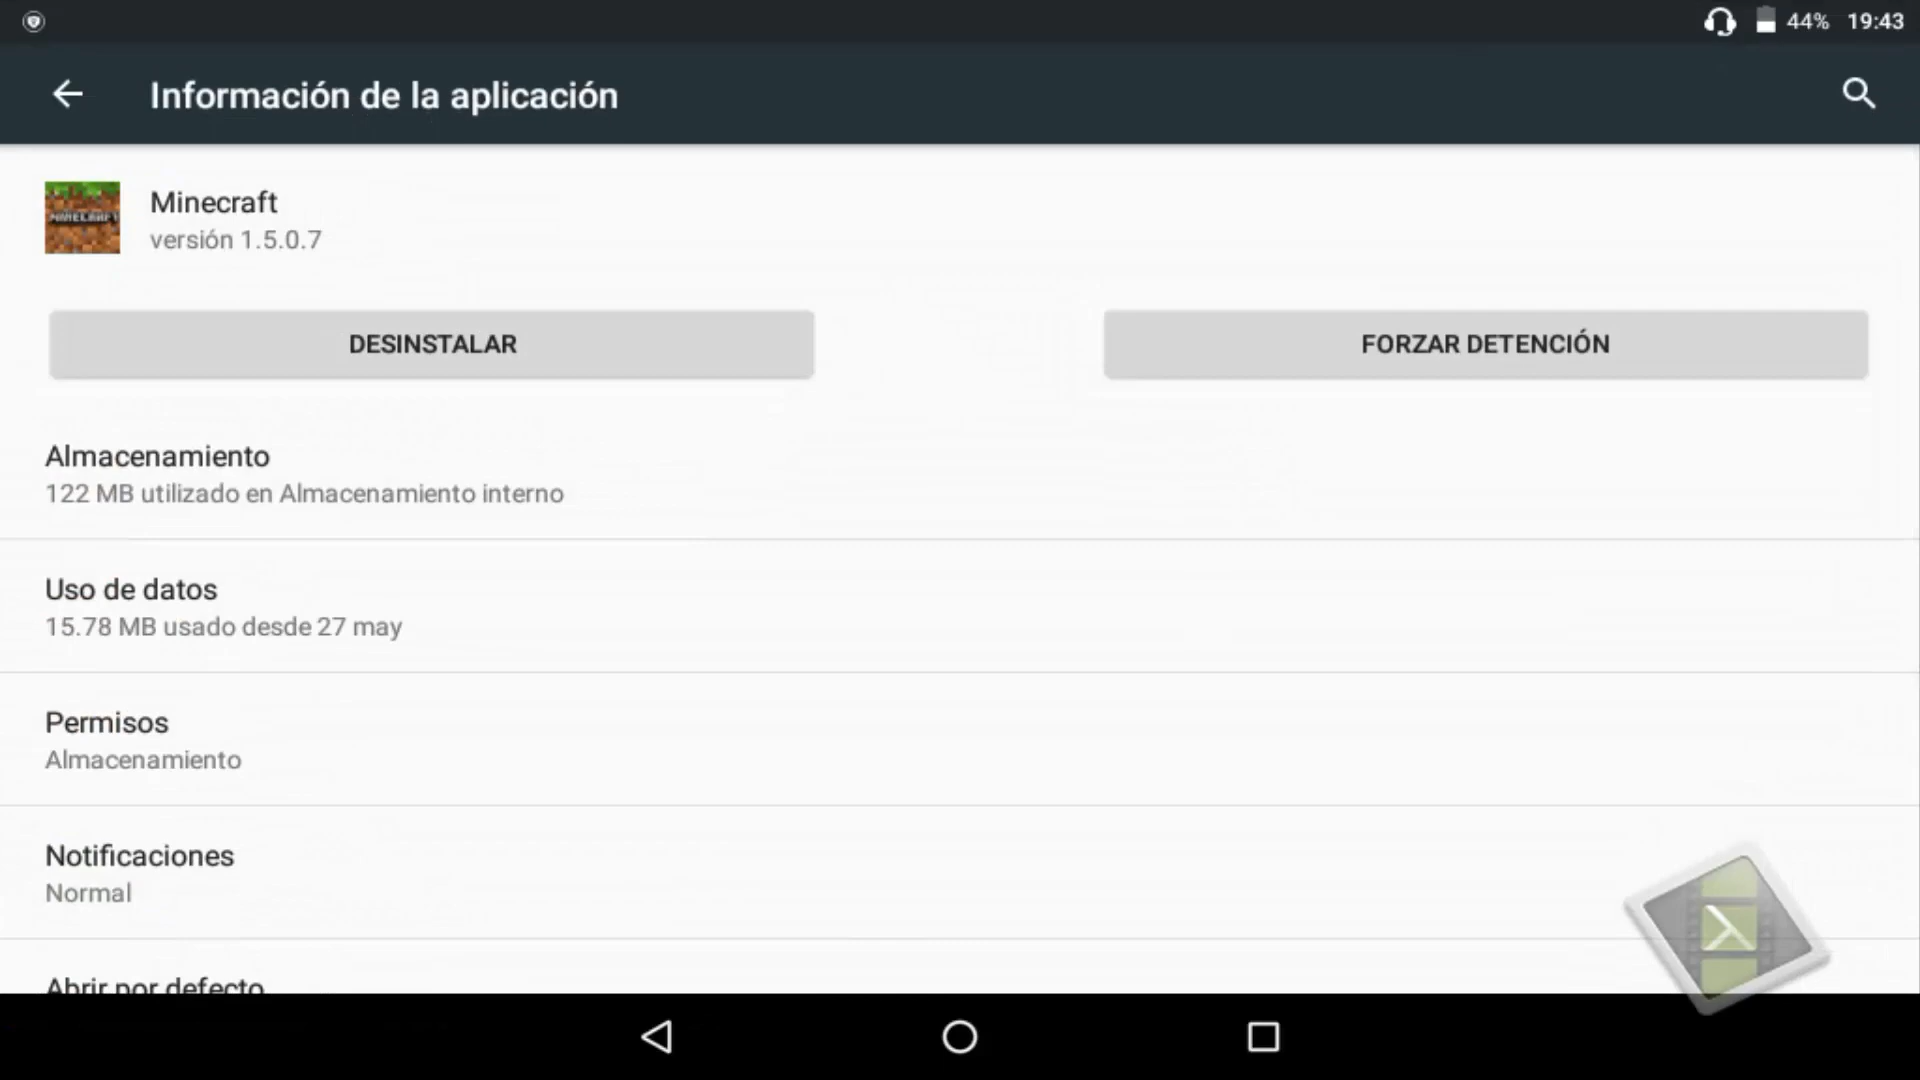 44% 19:43
Información de la aplicación
MINECRAFT
Minecraft
versión 1.5.0.7
DESINSTALAR
FORZAR DETENCIÓN
Almacenamiento
122 MB utilizado en Almacenamiento interno
Uso de datos
15.78 MB usado desde 27 may
Permisos
Almacenamiento
Notificaciones
Normal
Abrir por defecto